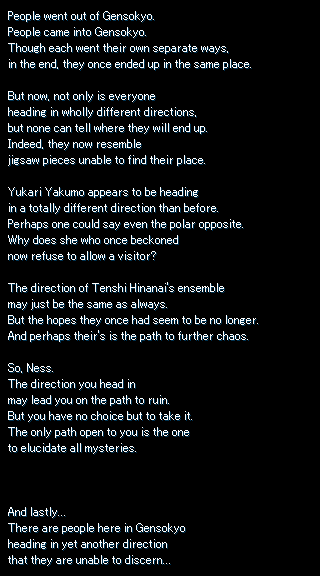 People went out of Gensokyo.
People came into Gensokyo.
Though each went their own separate ways,
in the end, they once ended up in the same place.
But now, not only is everyone
heading in wholly different directions,
but none can tell where they will end up.
Indeed, they now resemble
jigsaw pieces unable to find their place.
Yukari Yakumo appears to be heading
in a totally different direction than before.
Perhaps one could say even the polar opposite.
Why does she who once beckoned
now refuse to allow a visitor?
The direction of Tenshi Hinanai's ensemble
may just be the same as always.
But the hopes they once had seem to be no longer.
And perhaps their's is the path to further chaos.
So, Ness.
The direction you head in
may lead you on the path to ruin.
But you have no choice but to take it.
The only path open to you is the one
to elucidate all mysteries.
And lastly...
There are people here in Gensokyo
heading in yet another direction
that they are unable to discern...